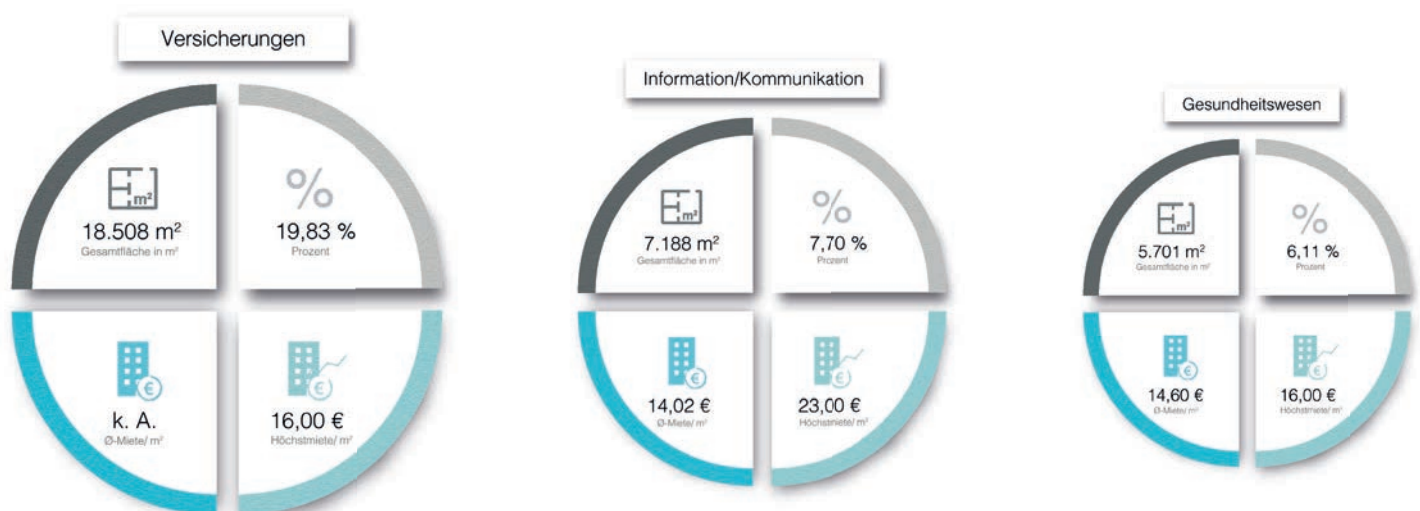 Versicherungen
m²
18.508 m²
Gesamtfläche in m²
%
19,83 %
Prozent
€
k. A.
Ø-Miete/ m²
€
16,00 €
Höchstmiete/ m²
Information/Kommunikation
m²
7.188 m²
Gesamtfläche in m²
%
7,70 %
Prozent
€
14,02 €
Ø-Miete/ m²
€
23,00 €
Höchstmiete/ m²
Gesundheitswesen
m²
5.701 m²
Gesamtfläche in m²
%
6,11 %
Prozent
€
14,60 €
Ø-Miete/ m²
€
16,00 €
Höchstmiete/ m²